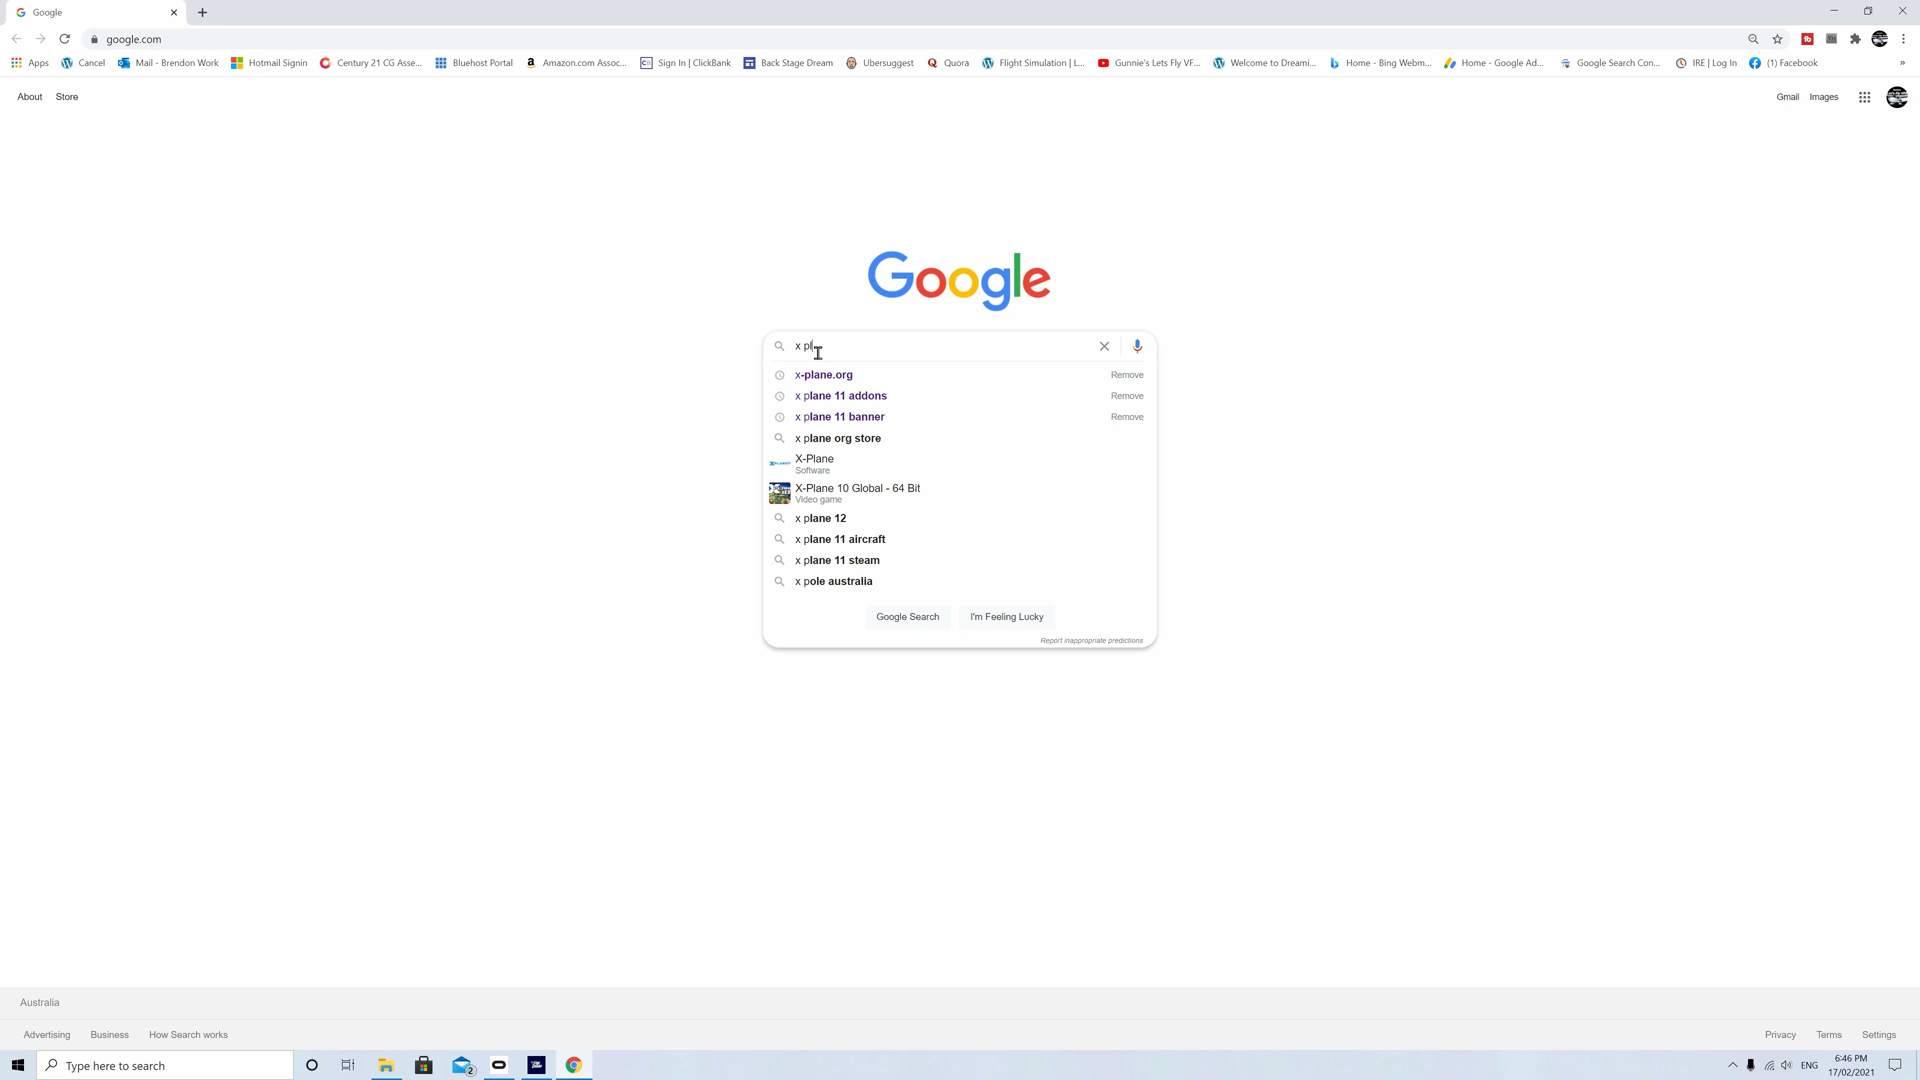 Google
google.com
Apps
Cancel
Mail - Brendon Work
Hotmail Signin
Century 21 CG Asse...
Bluehost Portal
Amazon.com Assoc...
Sign In | ClickBank
Back Stage Dream
Ubersuggest
Quora
Flight Simulation | L...
Gunnie's Lets Fly VF...
Welcome to Dreami...
Home - Bing Webm...
Home - Google Ad...
Google Search Con...
IRE | Log In
(1) Facebook
»
About Store
Gmail Images
Google
x pl
x-plane.org Remove
x plane 11 addons Remove
x plane 11 banner Remove
x plane org store
X-Plane
Software
X-Plane 10 Global - 64 Bit
Video game
x plane 12
x plane 11 aircraft
x plane 11 steam
x pole australia
Google Search I'm Feeling Lucky
Report inappropriate predictions
Australia
Advertising Business How Search works
Privacy Terms Settings
Type here to search
2
ENG
6:46 PM
17/02/2021